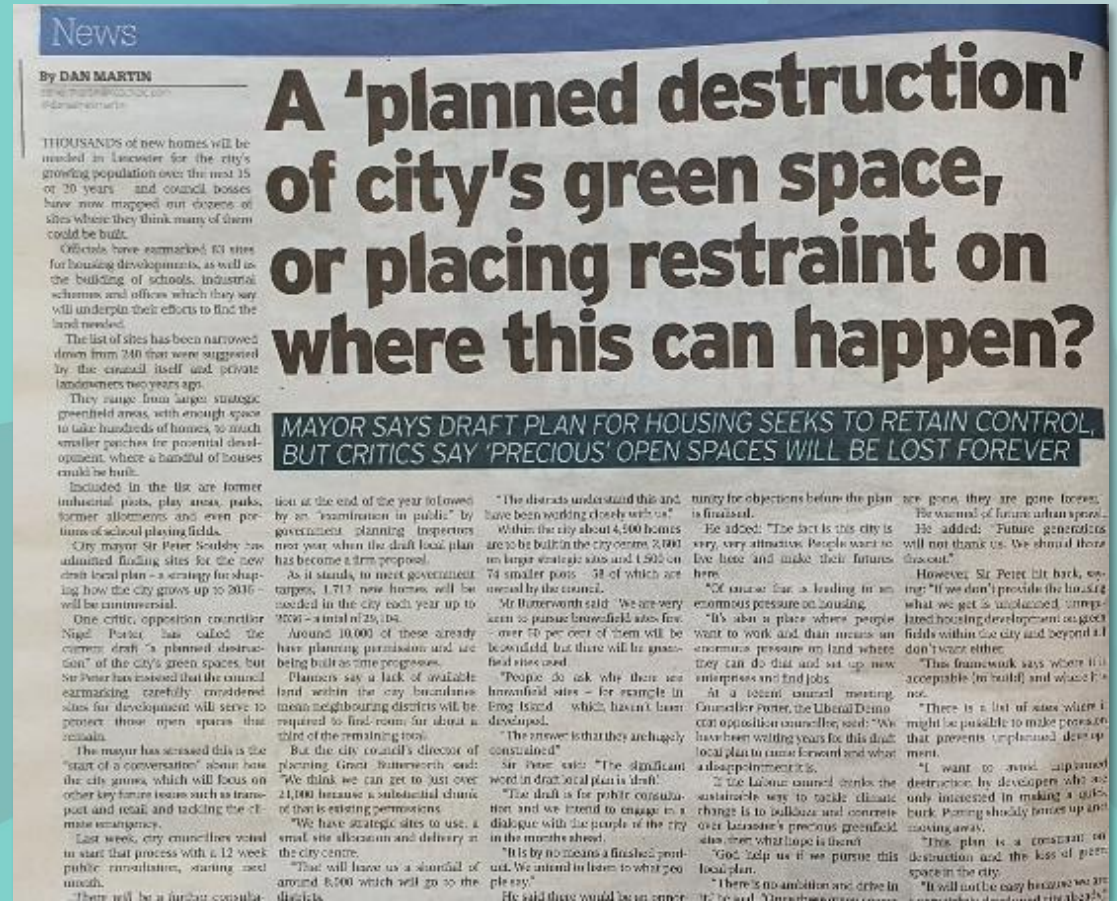 News
By DAN MARTIN
A 'planned destruction'
of city's green space,
or placing restraint on
where this can happen?
MAYOR SAYS DRAFT PLAN FOR HOUSING SEEKS TO RETAIN CONTROL,
BUT CRITICS SAY 'PRECIOUS' OPEN SPACES WILL BE LOST FOREVER
THOUSANDS of new homes will be
needed in Leicester for the city's
growing population over the next 15
or 20 years and council bosses
have now mapped out dozens of
sites where they think many of them
could be built.
Officials have earmarked 83 sites
for housing developments, as well as
the building of schools, industrial
schemes and offices which they say
will underpin their efforts to find the
land needed.
The list of sites has been narrowed
down from 240 that were suggested
by the council itself and private
landowners two years ago.
They range from larger strategic
greenfield areas, with enough space
to take hundreds of homes, to much
smaller patches for potential devel-
opment, where a handful of houses
could be built.
Included in the list are former
industrial plots, play areas, parks,
former allotments and even por-
tions of school playing fields.
City mayor Sir Peter Soulsby has
admitted finding sites for the new
draft local plan – a strategy for shap-
ing how the city grows up to 2036 –
will be controversial.
One critic, opposition councillor
Nigel Porter, has called the
current draft "a planned destruc-
tion" of the city's green spaces, but
Sir Peter has insisted that the council
earmarking carefully considered
sites for development will serve to
protect those open spaces that
remain.
The mayor has stressed this is the
"start of a conversation" about how
the city grows, which will focus on
other key future issues such as trans-
port and retail and tackling the cli-
mate emergency.
Last week, city councillors voted
to start that process with a 12 week
public consultation, starting next
month.
There will be a further consulta-
tion at the end of the year followed
by an "examination in public" by
government planning inspectors
next year when the draft local plan
has become a firm proposal.
As it stands, to meet government
targets, 1,712 new homes will be
needed in the city each year up to
2036 – a total of 29,104.
Around 10,000 of these already
have planning permission and are
being built as time progresses.
Planners say a lack of available
land within the city boundaries
mean neighbouring districts will be
required to find room for about a
third of the remaining total.
But the city council's director of
planning Grant Butterworth said:
"We think we can get to just over
21,000 because a substantial chunk
of that is existing permissions.
"We have strategic sites to use, a
small site allocation and delivery in
the city centre.
"That will leave us a shortfall of
around 8,000 which will go to the
districts.
"The districts understand this and
have been working closely with us."
Within the city about 4,900 homes
are to be built in the city centre, 2,600
on larger strategic sites and 1,500 on
74 smaller plots – 58 of which are
owned by the council.
Mr Butterworth said: "We are very
keen to pursue brownfield sites first
– over 60 per cent of them will be
brownfield, but there will be green-
field sites used.
"People do ask why there are
brownfield sites – for example in
Frog Island – which haven't been
developed.
"The answer is that they are hugely
constrained."
Sir Peter said: "The significant
word in draft local plan is 'draft'.
"The draft is for public consulta-
tion and we intend to engage in a
dialogue with the people of the city
in the months ahead.
"It is by no means a finished prod-
uct. We intend to listen to what peo-
ple say."
He said there would be an oppor-
tunity for objections before the plan
is finalised.
He added: "The fact is this city is
very, very attractive. People want to
live here and make their futures
here.
"Of course that is leading to an
enormous pressure on housing.
"It's also a place where people
want to work and than means an
enormous pressure on land where
they can do that and set up new
enterprises and find jobs.
At a recent council meeting,
Councillor Porter, the Liberal Demo-
crat opposition councillor, said: "We
have been waiting years for this draft
local plan to come forward and what
a disappointment it is.
"If the Labour council thinks the
sustainable way to tackle climate
change is to bulldoze and concrete
over Leicester's precious greenfield
sites, then what hope is there?
"God help us if we pursue this
local plan.
"There is no ambition and drive in
it," he said. "Once these green spaces
are gone, they are gone forever."
He warned of future urban sprawl.
He added: "Future generations
will not thank us. We should throw
this out."
However, Sir Peter hit back, say-
ing: "If we don't provide the housing
what we get is unplanned, unregu-
lated housing development on green
fields within the city and beyond. I
don't want either.
"This framework says where it is
acceptable (to build) and where it is
not.
"There is a list of sites where it
might be possible to make provision
that prevents unplanned develop-
ment.
"I want to avoid unplanned
destruction by developers who are
only interested in making a quick
buck. Putting shoddy homes up and
moving away.
"This plan is a constraint on
destruction and the loss of green
space in the city.
"It will not be easy because we are